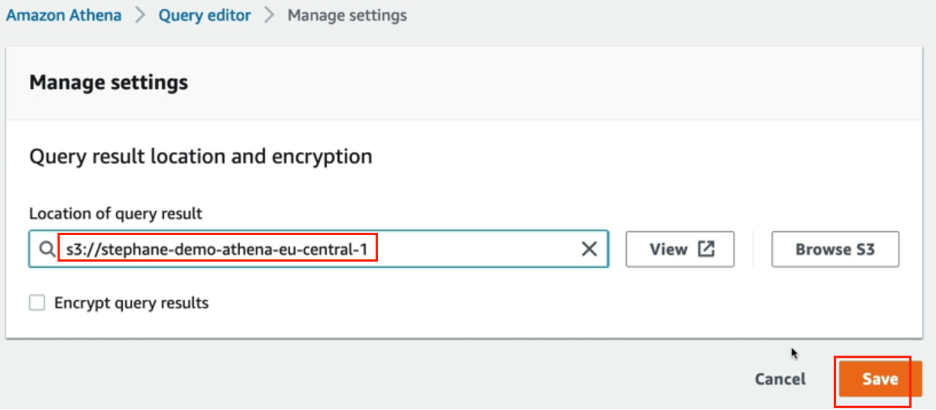 Amazon Athena > Query editor > Manage settings
Manage settings
Query result location and encryption
Location of query result
s3://stephane-demo-athena-eu-central-1
View
Browse S3
Encrypt query results
Cancel
Save